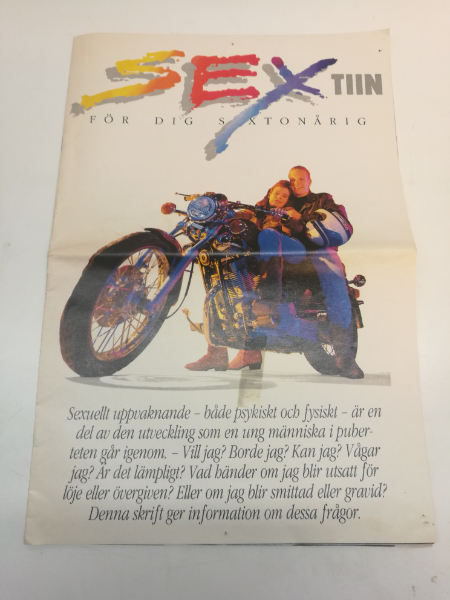 SEXTIIN
FÖR DIG SEXTONÅRIG
Sexuellt uppvaknande – både psykiskt och fysiskt – är en
del av den utveckling som en ung människa i puber-
teten går igenom. – Vill jag? Borde jag? Kan jag? Vågar
jag? Är det lämpligt? Vad händer om jag blir utsatt för
löje eller övergiven? Eller om jag blir smittad eller gravid?
Denna skrift ger information om dessa frågor.